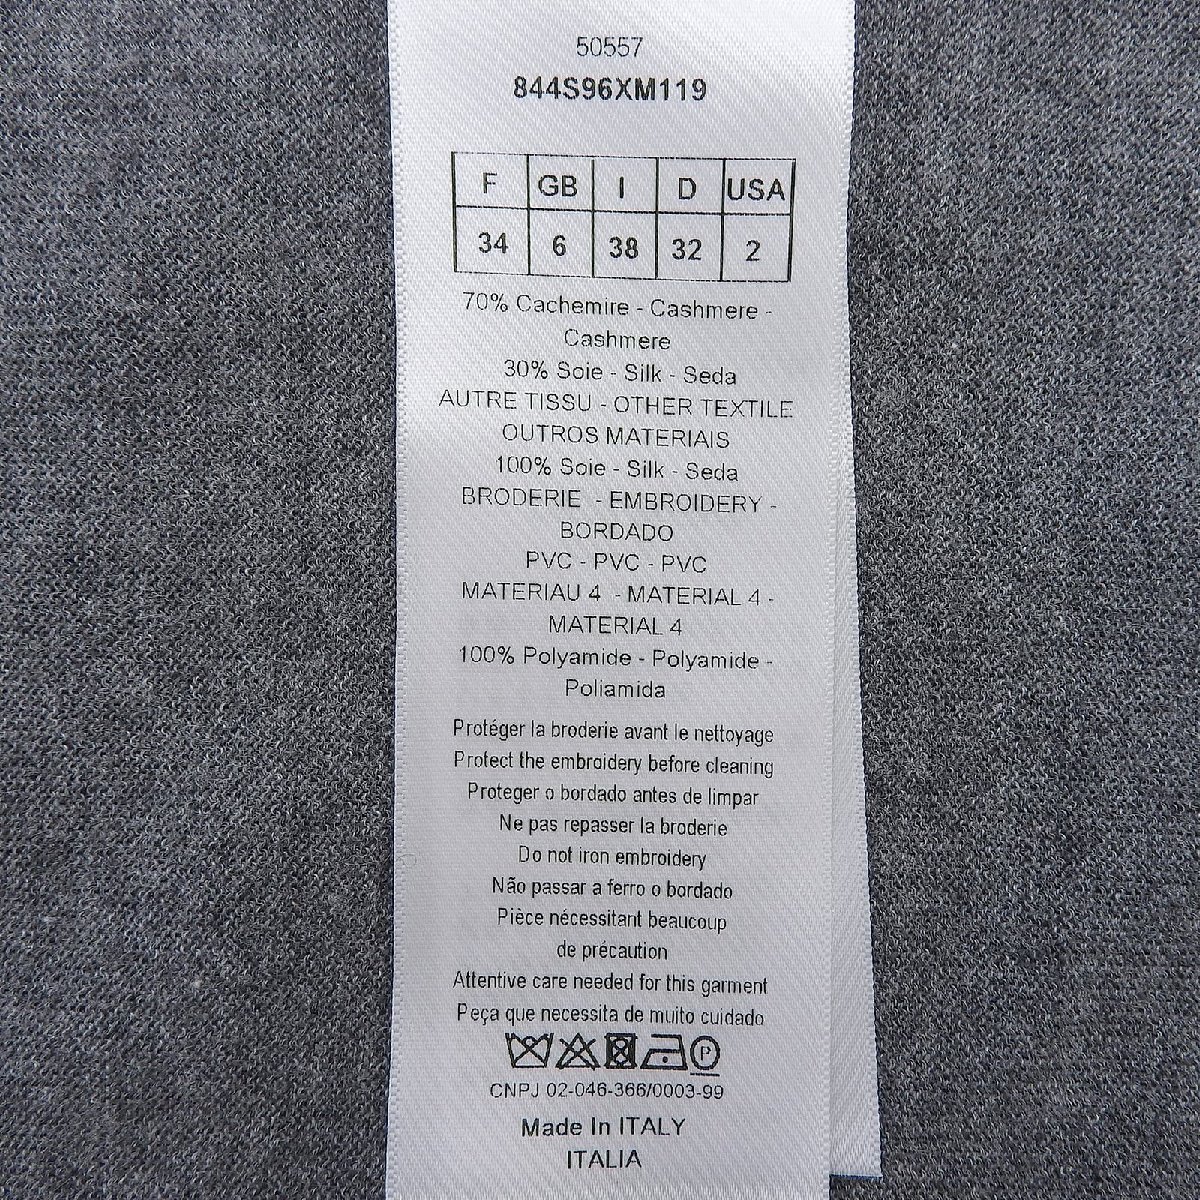 50557
844S96XM119
F GB I D USA
34 6 38 32 2
70% Cachemire - Cashmere -
Cashmere
30% Soie - Silk - Seda
AUTRE TISSU - OTHER TEXTILE
OUTROS MATERIAIS
100% Soie - Silk - Seda
BRODERIE - EMBROIDERY -
BORDADO
PVC - PVC - PVC
MATERIAU 4 - MATERIAL 4 -
MATERIAL 4
100% Polyamide - Polyamide -
Poliamida
Protéger la broderie avant le nettoyage
Protect the embroidery before cleaning
Proteger o bordado antes de limpar
Ne pas repasser la broderie
Do not iron embroidery
Não passar a ferro o bordado
Pièce nécessitant beaucoup
de précaution
Attentive care needed for this garment
Peça que necessita de muito cuidado
P
CNPJ 02-046-366/0003-99
Made In ITALY
ITALIA